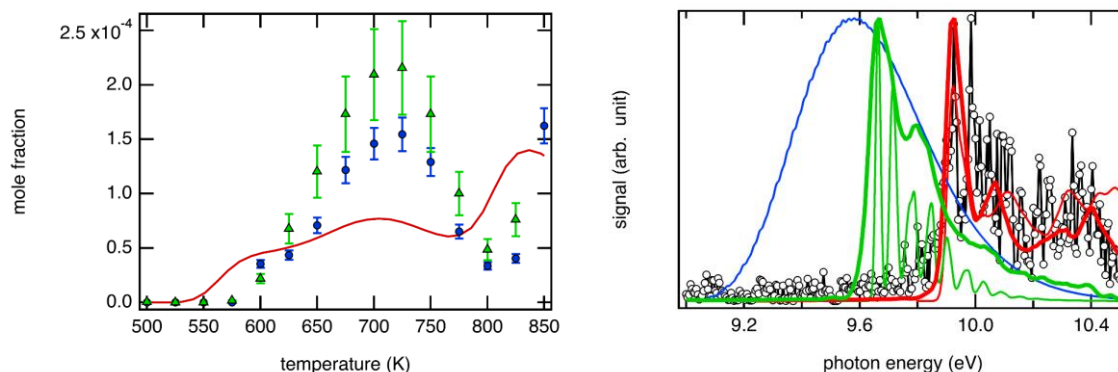 2.5 x10⁻⁴
2.0
1.5
1.0
0.5
0.0
mole fraction
500 550 600 650 700 750 800 850
temperature (K)
signal (arb. unit)
9.2 9.6 10.0 10.4
photon energy (eV)